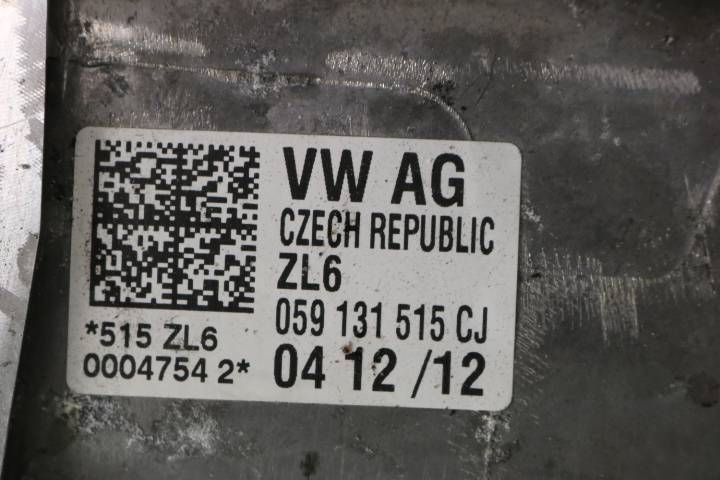 VW AG
CZECH REPUBLIC
ZL6
059 131 515 CJ
04 12 /12
*515 ZL6
0004754 2*